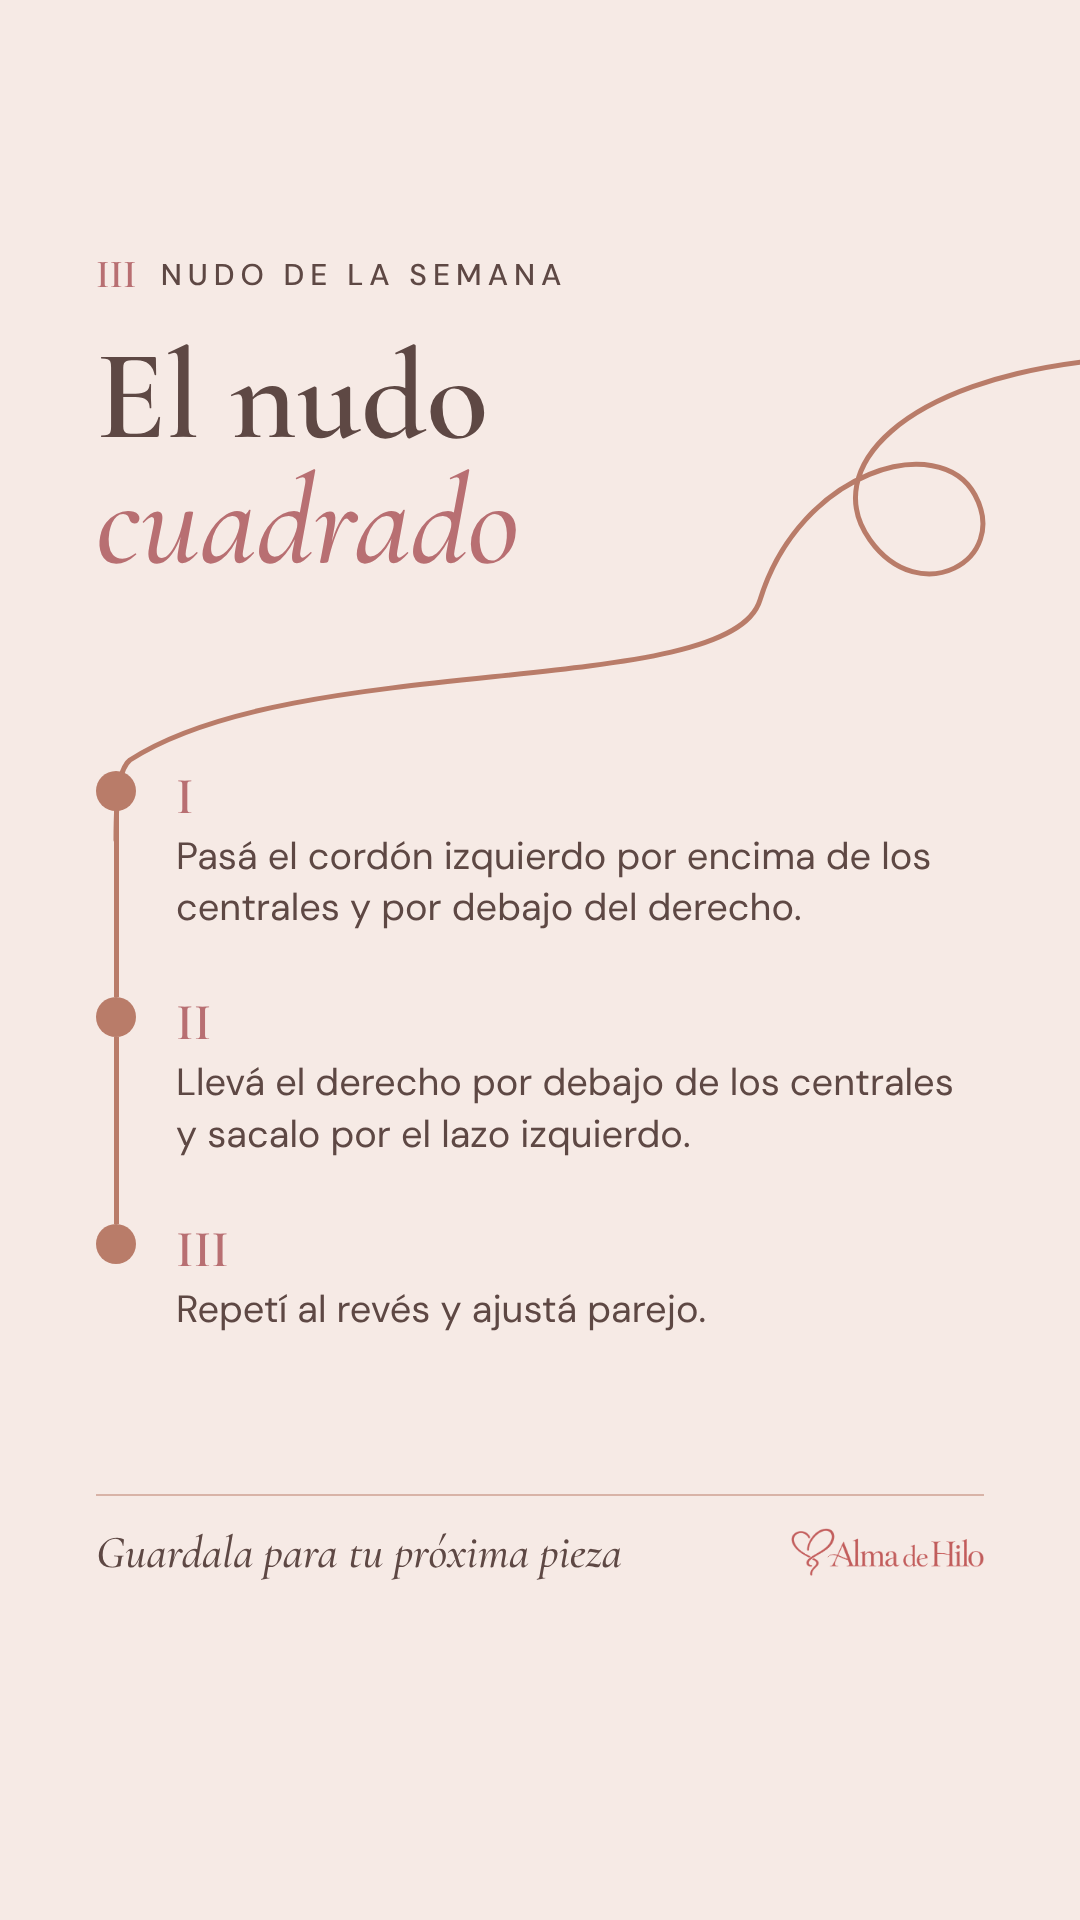 III NUDO DE LA SEMANA
El nudo
cuadrado
I
Pasá el cordón izquierdo por encima de los
centrales y por debajo del derecho.
II
Llevá el derecho por debajo de los centrales
y sacalo por el lazo izquierdo.
III
Repetí al revés y ajustá parejo.
Guardala para tu próxima pieza
Alma de Hilo